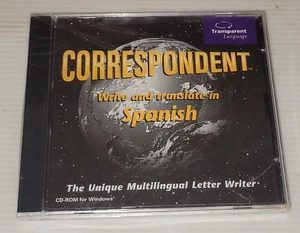 Transparent
Language
CORRESPONDENT
Write and translate in
Spanish
The Unique Multilingual Letter Writer
CD-ROM for Windows®